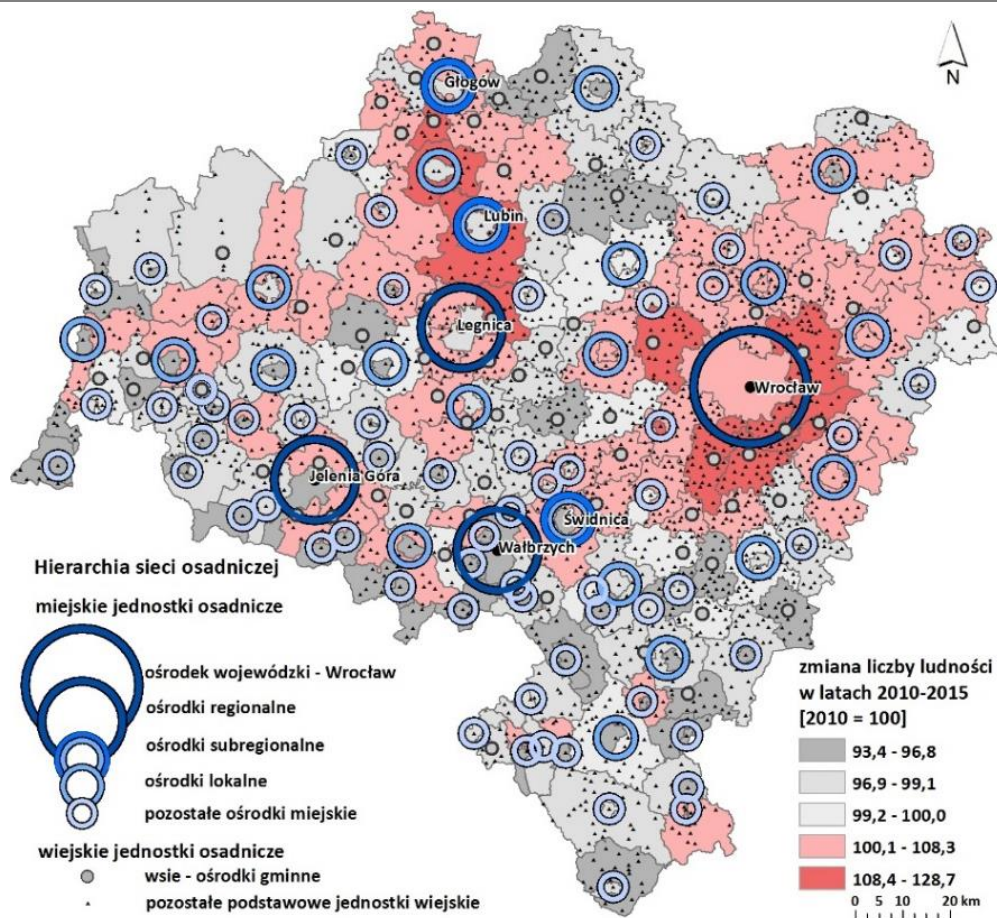 N
Głogów
Lubin
Legnica
Wrocław
Jelenia Góra
Świdnica
Wałbrzych
Hierarchia sieci osadniczej
miejskie jednostki osadnicze
ośrodek wojewódzki - Wrocław
ośrodki regionalne
ośrodki subregionalne
ośrodki lokalne
pozostałe ośrodki miejskie
wiejskie jednostki osadnicze
wsie - ośrodki gminne
pozostałe podstawowe jednostki wiejskie
zmiana liczby ludności
w latach 2010-2015
[2010 = 100]
93,4 - 96,8
96,9 - 99,1
99,2 - 100,0
100,1 - 108,3
108,4 - 128,7
0 5 10 20 km